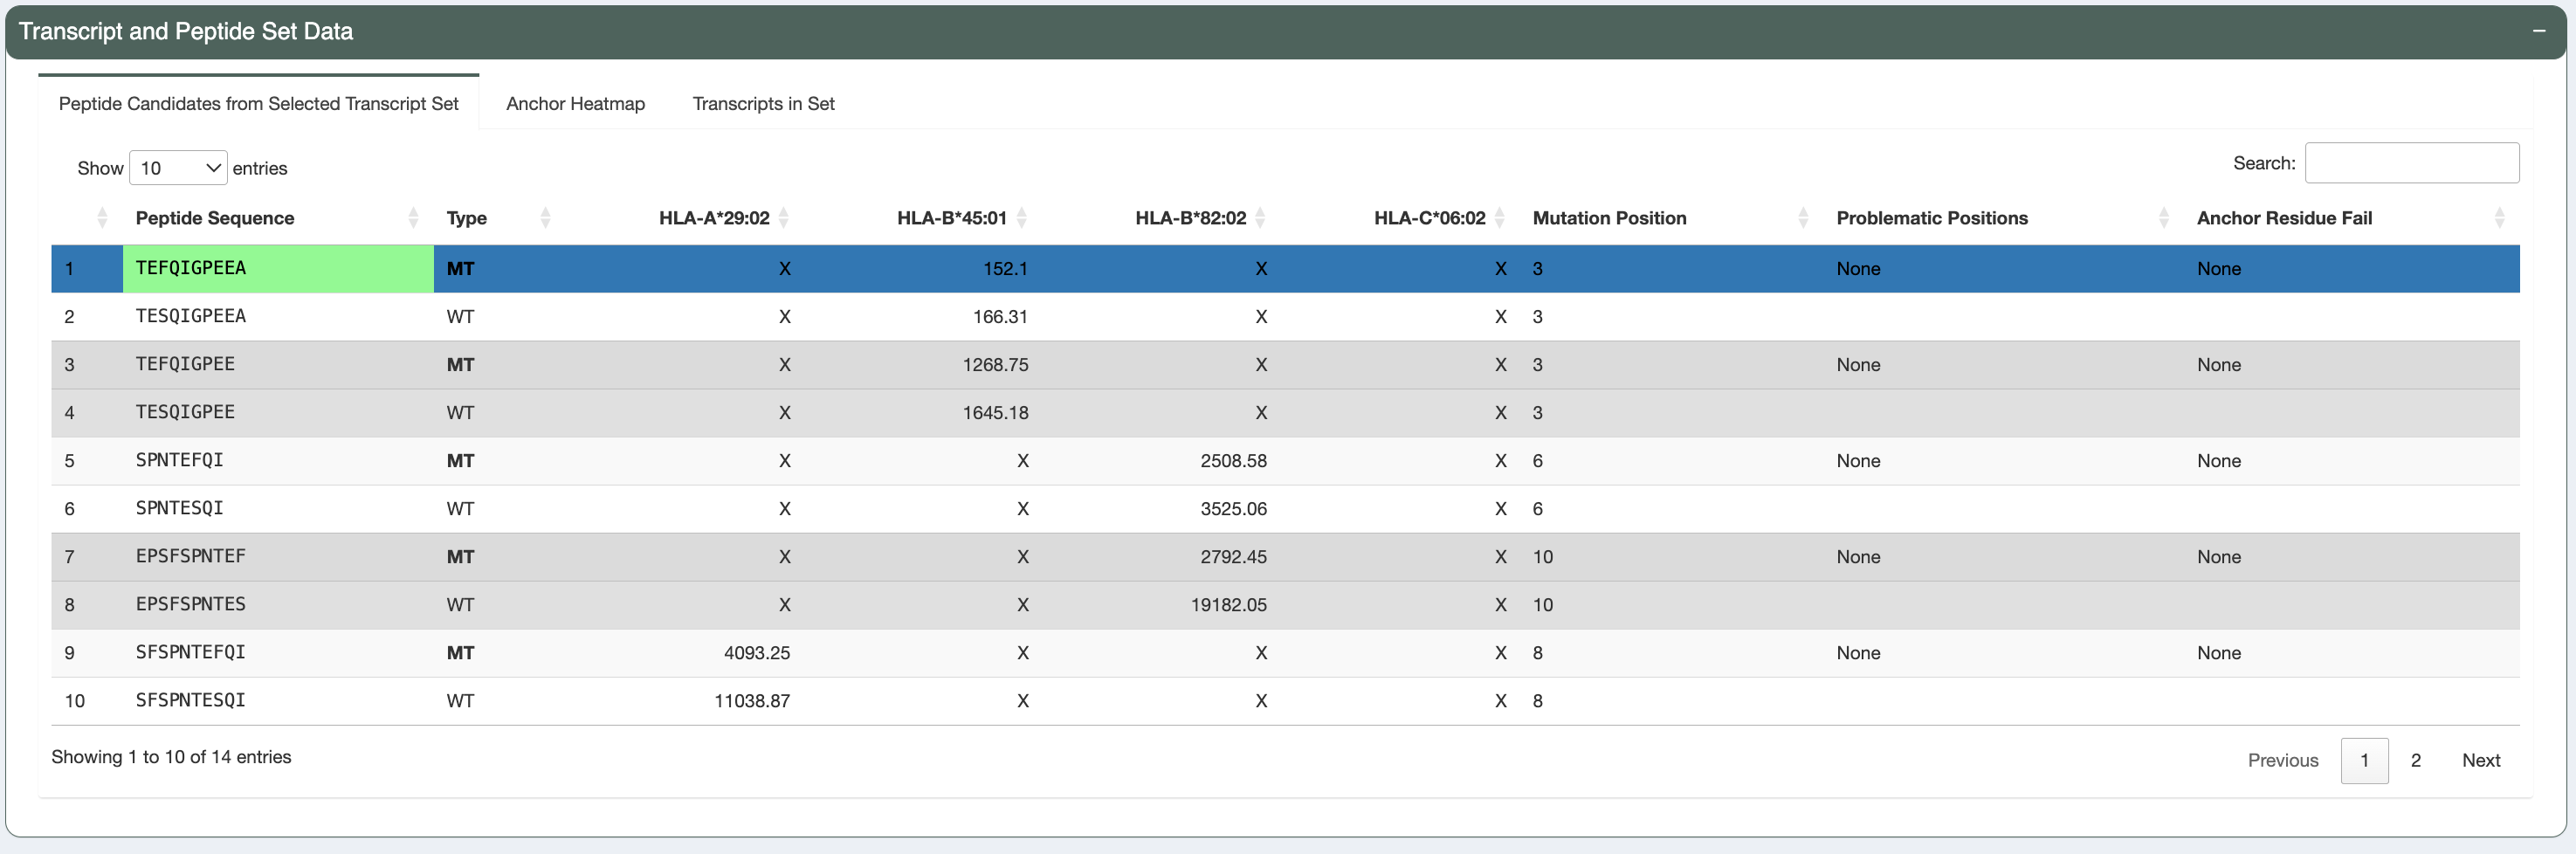 Transcript and Peptide Set Data
Peptide Candidates from Selected Transcript Set Anchor Heatmap Transcripts in Set
Show 10 entries Search:
Peptide Sequence Type HLA-A*29:02 HLA-B*45:01 HLA-B*82:02 HLA-C*06:02 Mutation Position Problematic Positions Anchor Residue Fail
1 TEFQIGPEEA MT X 152.1 X X 3 None None
2 TESQIGPEEA WT X 166.31 X X 3
3 TEFQIGPEE MT X 1268.75 X X 3 None None
4 TESQIGPEE WT X 1645.18 X X 3
5 SPNTEFQI MT X X 2508.58 X 6 None None
6 SPNTESQI WT X X 3525.06 X 6
7 EPSFSPNTEF MT X X 2792.45 X 10 None None
8 EPSFSPNTES WT X X 19182.05 X 10
9 SFSPNTEFQI MT 4093.25 X X X 8 None None
10 SFSPNTESQI WT 11038.87 X X X 8
Showing 1 to 10 of 14 entries Previous 1 2 Next